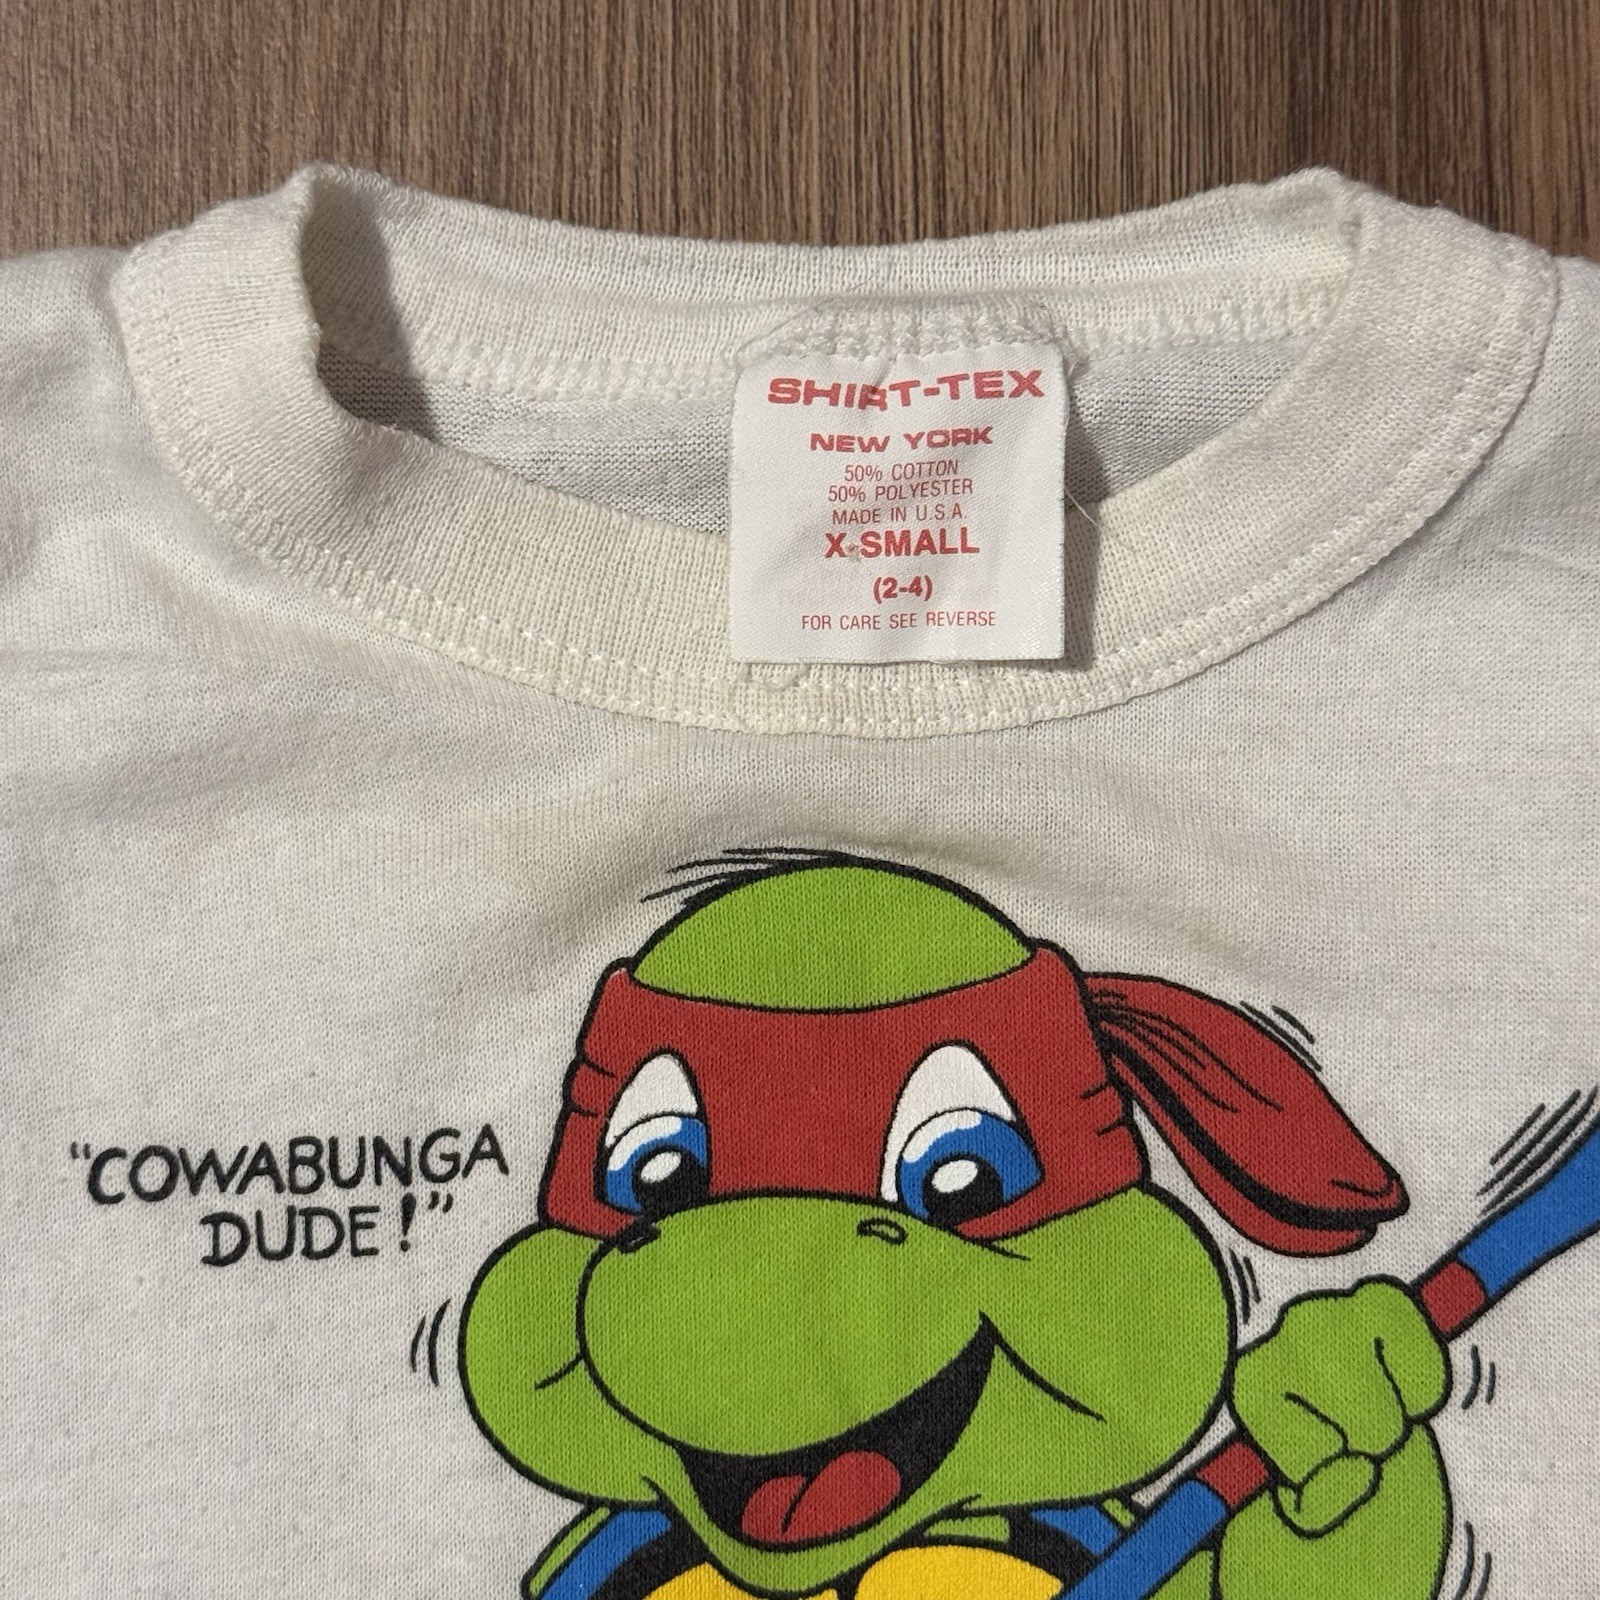 SHIRT-TEX
NEW YORK
50% COTTON
50% POLYESTER
MADE IN U.S.A.
X-SMALL
(2-4)
FOR CARE SEE REVERSE
"COWABUNGA
DUDE!"